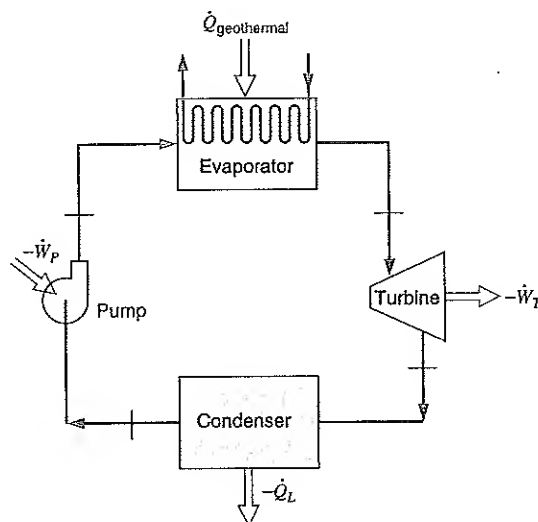 Q̇geothermal
Evaporator
−ẆP
Pump
Turbine
−ẆT
Condenser
−Q̇L